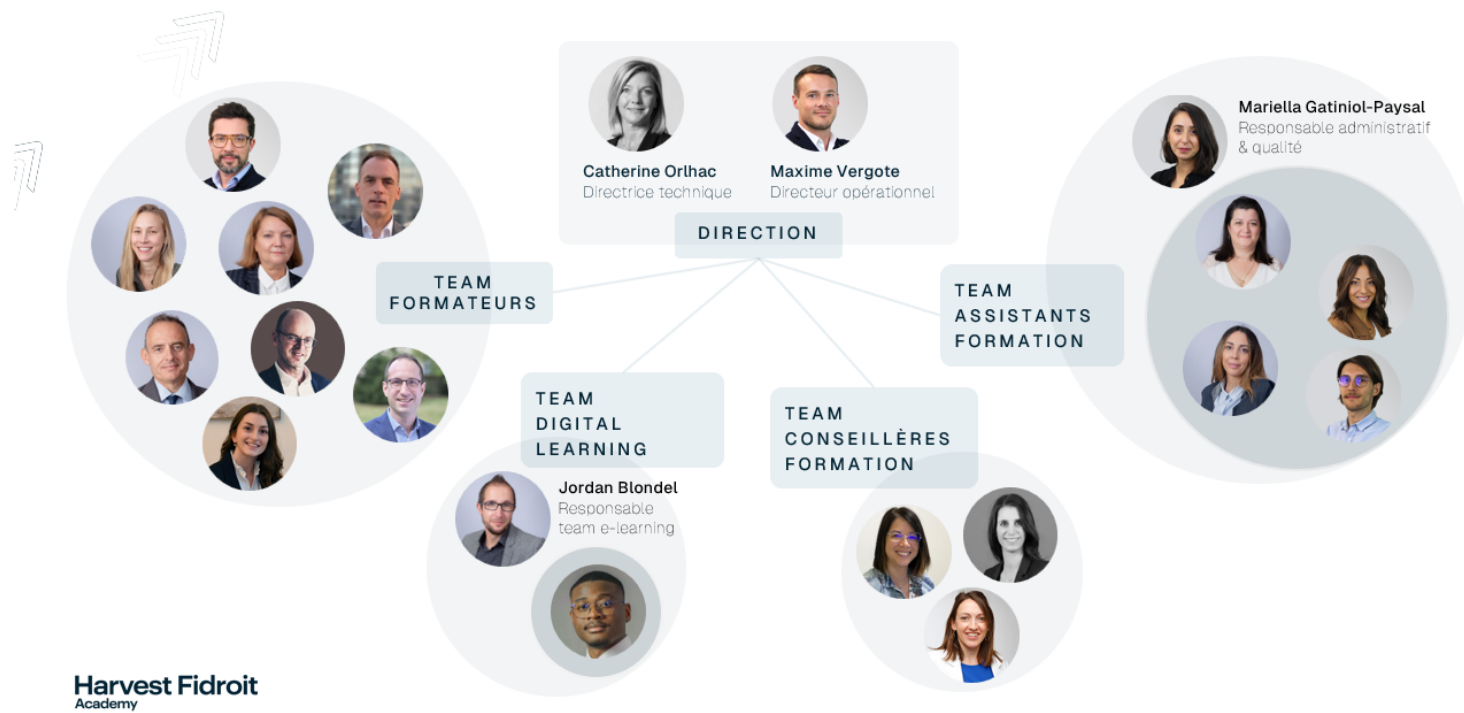 Catherine Orlhac
Directrice technique
Maxime Vergote
Directeur opérationnel
DIRECTION
Mariella Gatiniol-Paysal
Responsable administratif
& qualité
TEAM
FORMATEURS
TEAM
ASSISTANTS
FORMATION
TEAM
DIGITAL
LEARNING
TEAM
CONSEILLÈRES
FORMATION
Jordan Blondel
Responsable
team e-learning
Harvest Fidroit
Academy